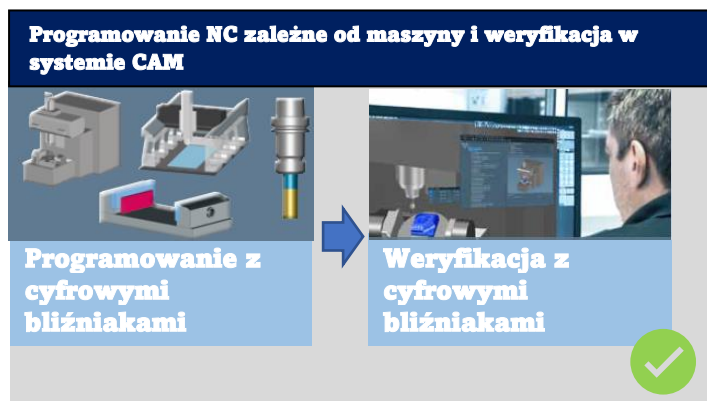 Programowanie NC zależne od maszyny i weryfikacja w
systemie CAM
Programowanie z
cyfrowymi
bliźniakami
Weryfikacja z
cyfrowymi
bliźniakami